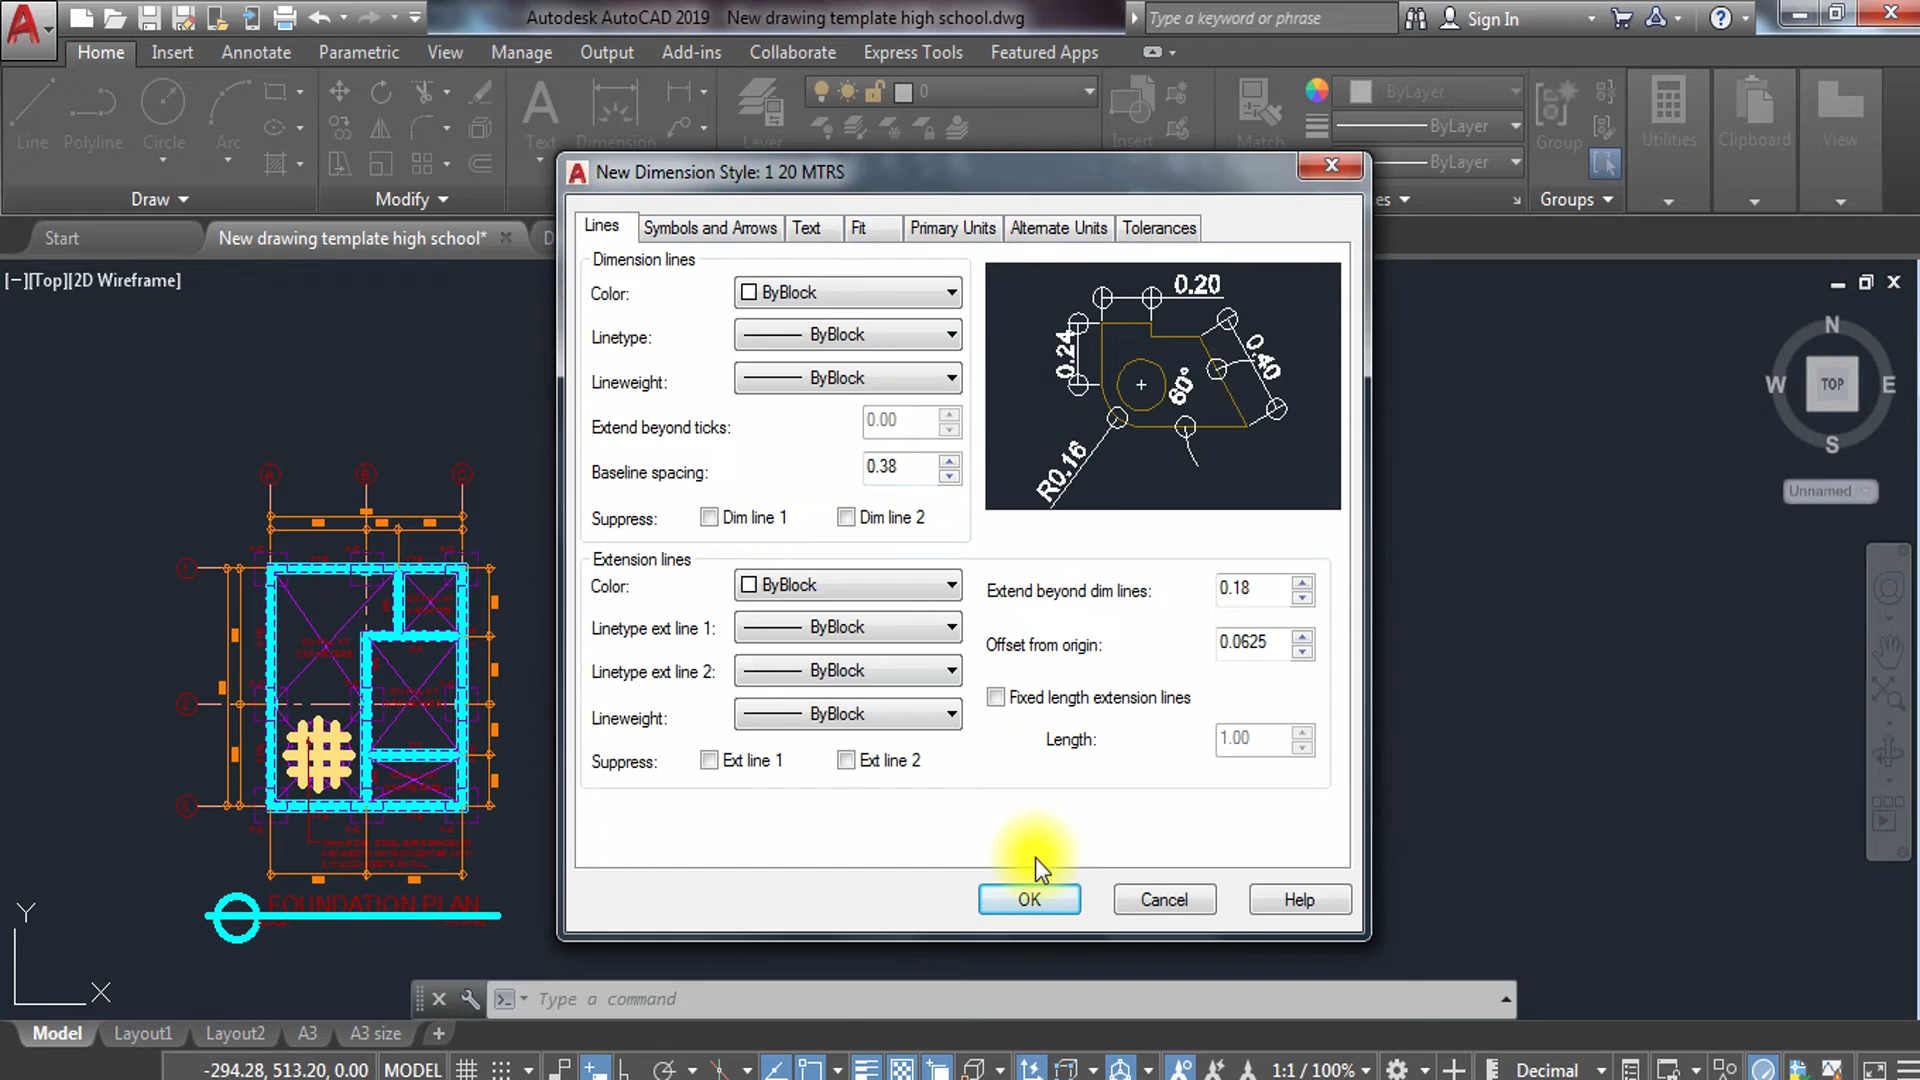 Autodesk AutoCAD 2019   New drawing template high school.dwg
Type a keyword or phrase
Sign In
Home
Insert
Annotate
Parametric
View
Manage
Output
Add-ins
Collaborate
Express Tools
Featured Apps
0
ByLayer
ByLayer
ByLayer
Line
Polyline
Circle
Arc
Text
Dimension
Layer
Insert
Match
Group
Utilities
Clipboard
View
Draw
Modify
Groups
Start
New drawing template high school*
[−][Top][2D Wireframe]
New Dimension Style: 1 20 MTRS
Lines
Symbols and Arrows
Text
Fit
Primary Units
Alternate Units
Tolerances
Dimension lines
Color:
ByBlock
Linetype:
ByBlock
Lineweight:
ByBlock
Extend beyond ticks:
0.00
Baseline spacing:
0.38
Suppress:
Dim line 1
Dim line 2
0.20
0.24
0.40
60°
R0.16
Extension lines
Color:
ByBlock
Linetype ext line 1:
ByBlock
Linetype ext line 2:
ByBlock
Lineweight:
ByBlock
Suppress:
Ext line 1
Ext line 2
Extend beyond dim lines:
0.18
Offset from origin:
0.0625
Fixed length extension lines
Length:
1.00
OK
Cancel
Help
N
W
TOP
E
S
Unnamed
A
B
C
1
2
3
FOUNDATION PLAN
Y
X
Type a command
Model
Layout1
Layout2
A3
A3 size
-294.28, 513.20, 0.00
MODEL
1:1 / 100%
Decimal